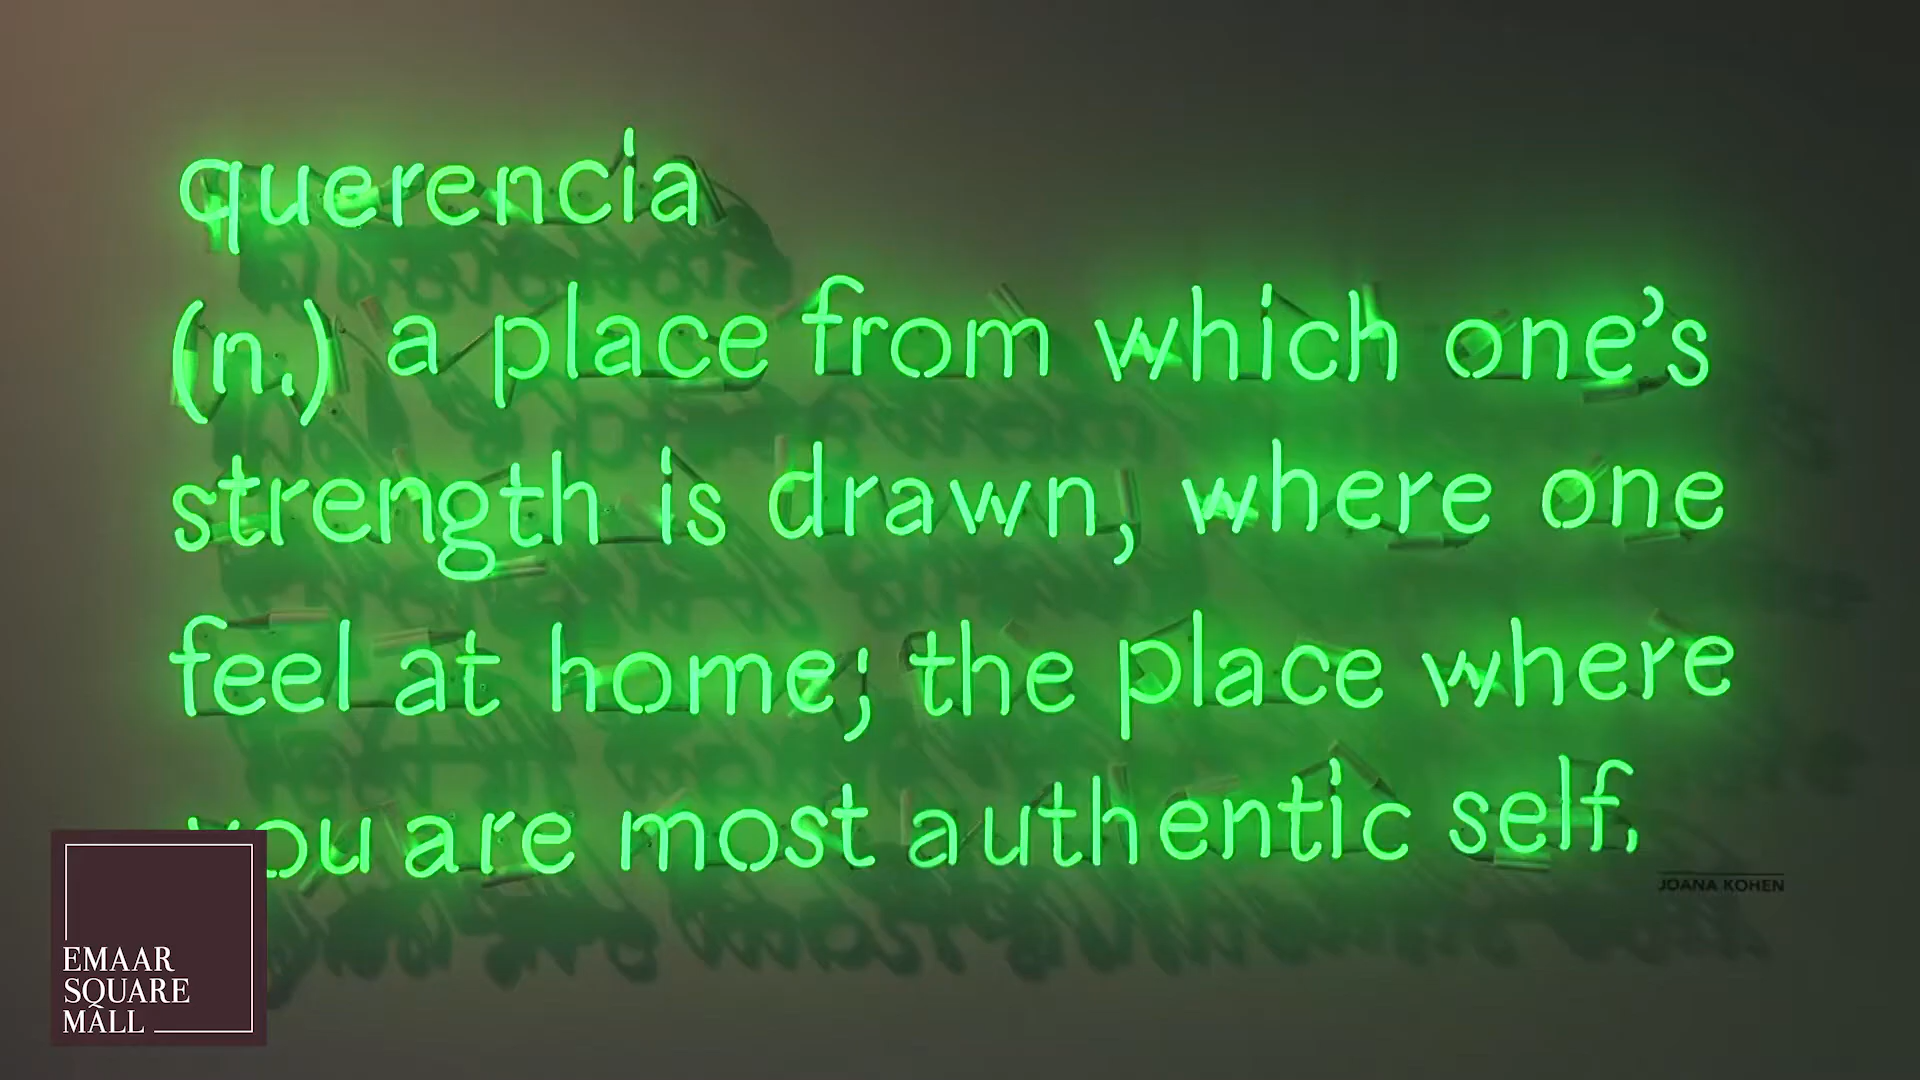 querencia
(n.) a place from which one's
strength is drawn, where one
feel at home; the place where
you are most authentic self.
JOANA KOHEN
EMAAR
SQUARE
MALL